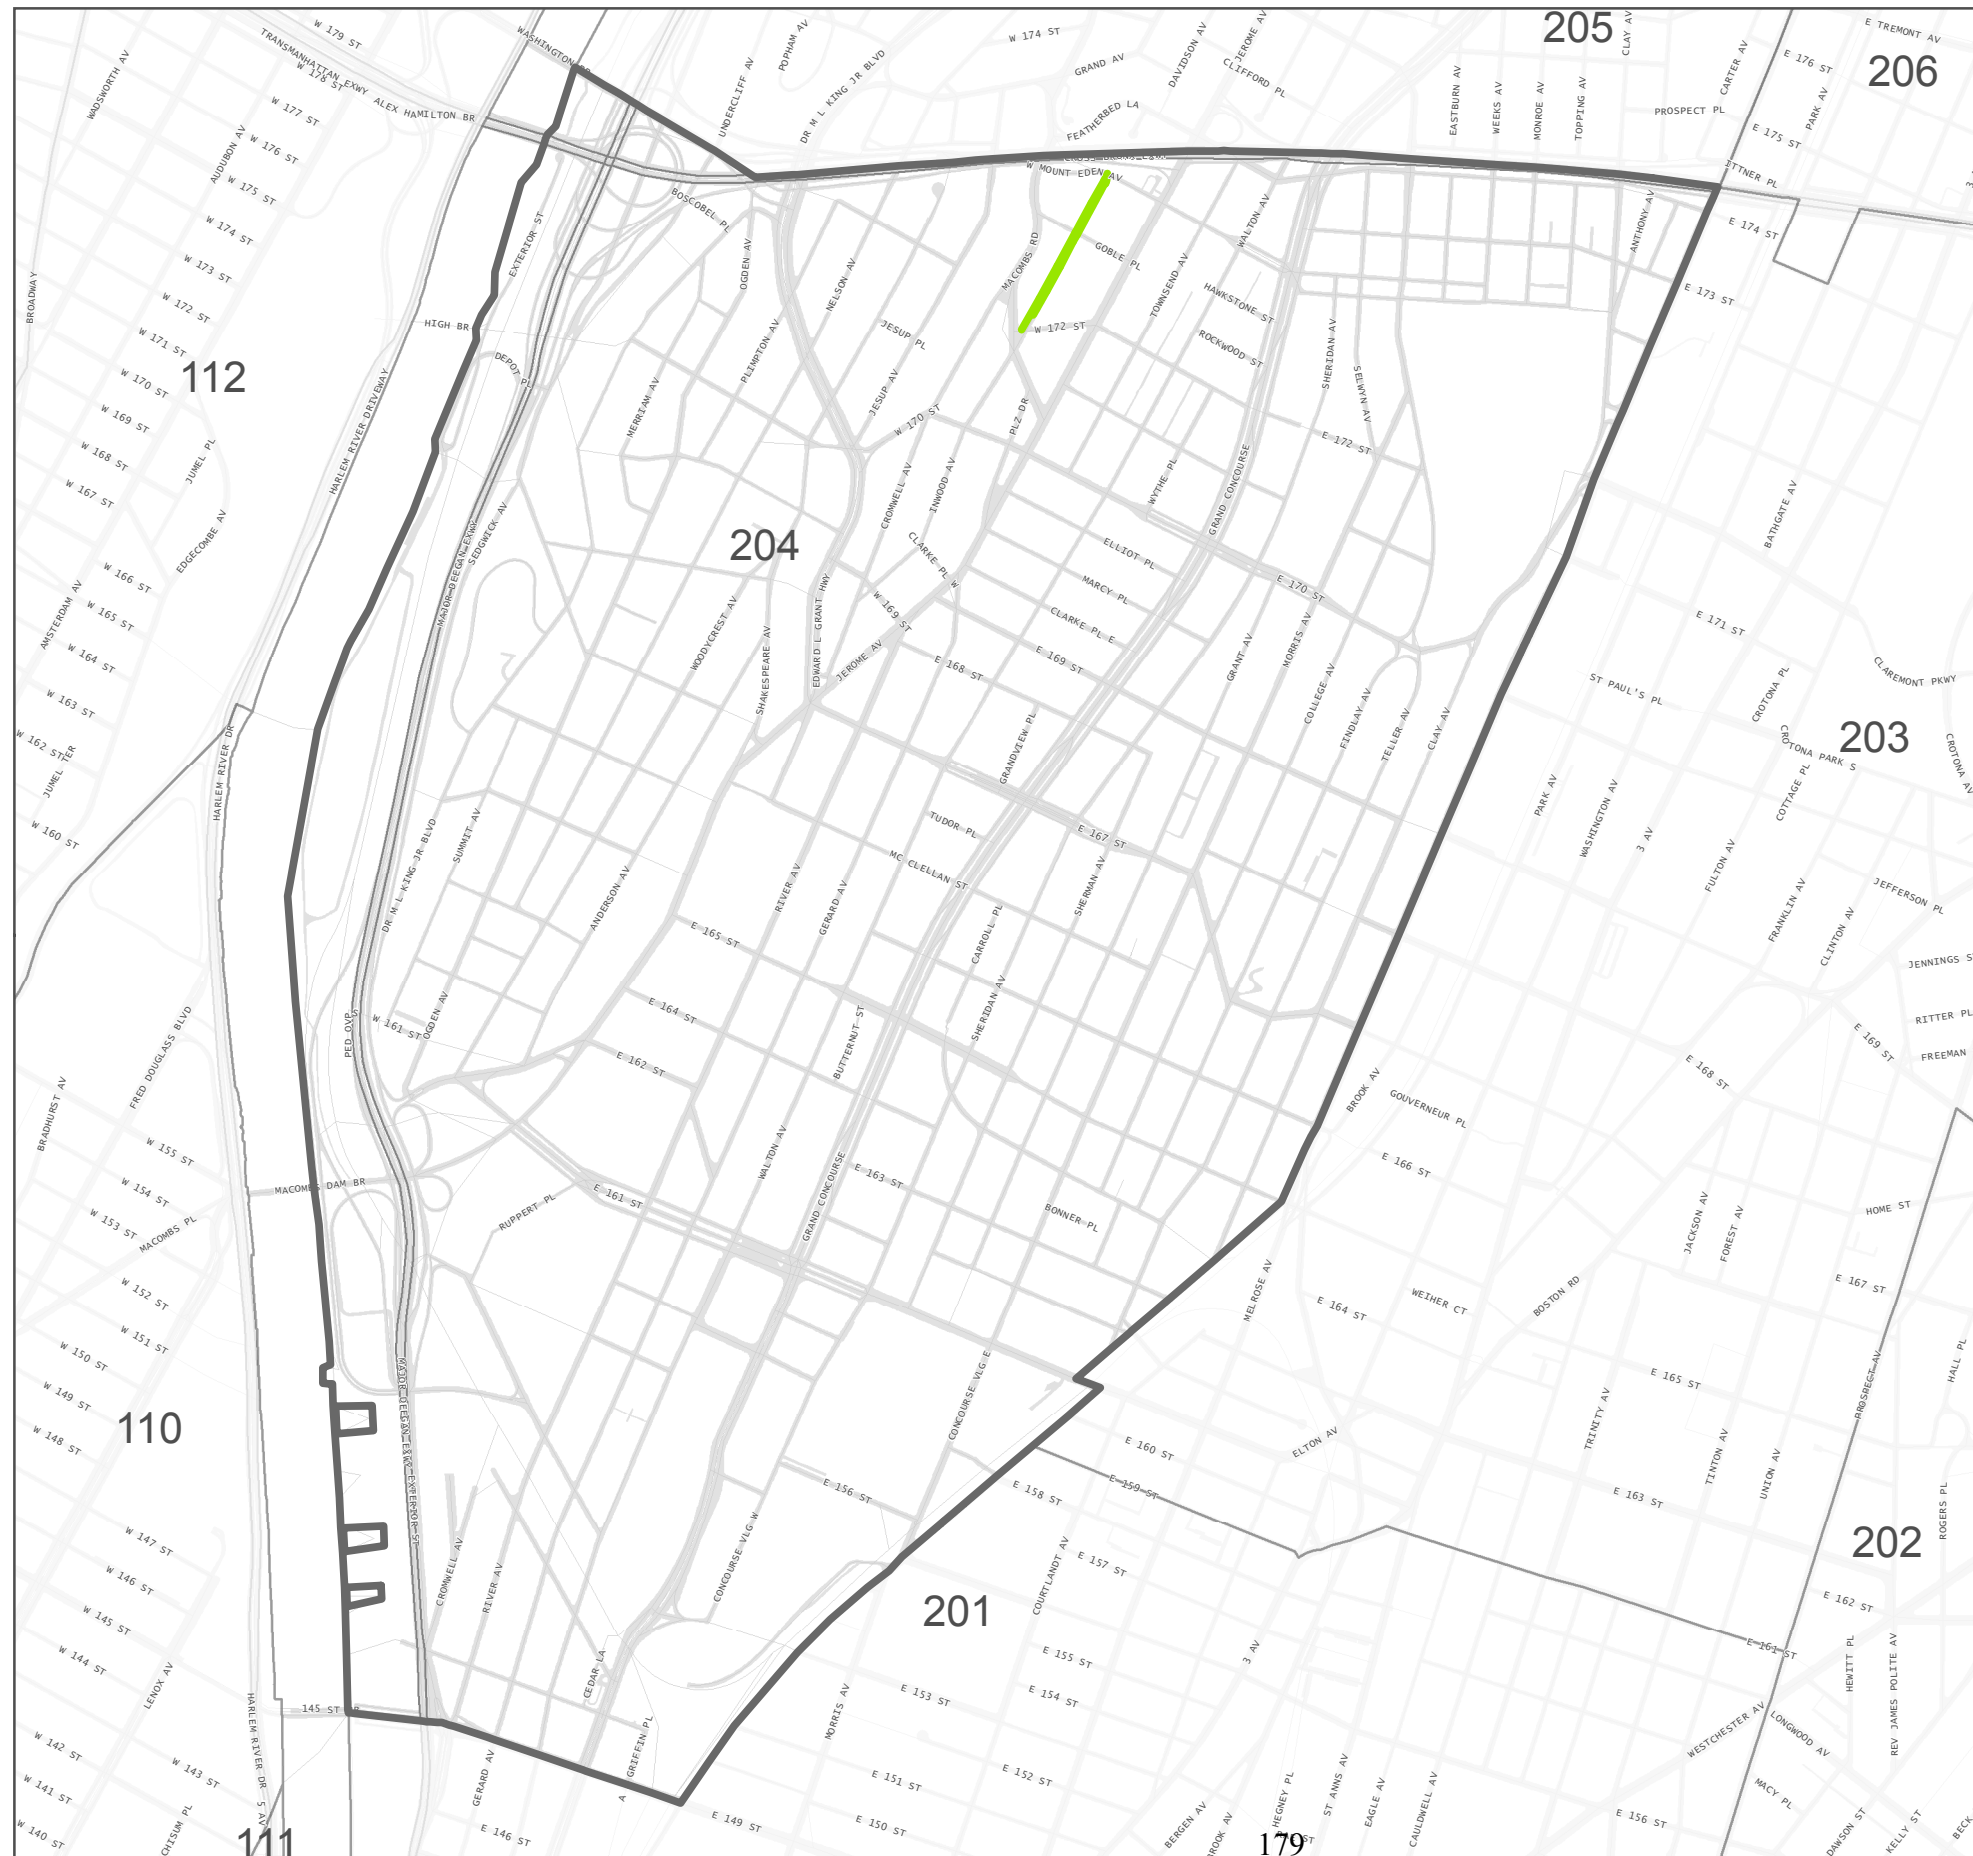 205
206
W 179 ST
WADSWORTH AV
TRANSMANHATTAN EXWY
ALEX HAMILTON BR
W 178 ST
W 177 ST
W 176 ST
W 175 ST
W 174 ST
W 173 ST
W 172 ST
W 171 ST
W 170 ST
W 169 ST
W 168 ST
W 167 ST
AUDUBON AV
BROADWAY
112
JUMEL PL
EDGECOMBE AV
W 166 ST
W 165 ST
W 164 ST
W 163 ST
W 162 ST
AMSTERDAM AV
JUMEL TER
W 160 ST
HARLEM RIVER DRIVEWAY
HARLEM RIVER DR
UNDERCLIFF AV
POPHAM AV
DR M L KING JR BLVD
W 174 ST
GRAND AV
FEATHERBED LA
DAVIDSON AV
JEROME AV
CLIFFORD PL
EASTBURN AV
WEEKS AV
MONROE AV
TOPPING AV
CLAY AV
CARTER AV
PROSPECT PL
E TREMONT AV
E 176 ST
PARK AV
E 175 ST
ITTNER PL
E 174 ST
E 173 ST
ANTHONY AV
W MOUNT EDEN AV
BOSCOBEL PL
EXTERIOR ST
OGDEN AV
NELSON AV
MACOMBS RD
GOBLE PL
WALTON AV
TOWNSEND AV
HAWKSTONE ST
ROCKWOOD ST
SHERIDAN AV
SELWYN AV
W 172 ST
HIGH BR
DEPOT PL
JESUP PL
PLIMPTON AV
MERRIAM AV
JESUP AV
W 170 ST
PLZ DR
E 172 ST
GRAND CONCOURSE
WYTHE PL
CROMWELL AV
INWOOD AV
204
SEDGWICK AV
MAJOR DEEGAN EXWY
CLARKE PL W
ELLIOT PL
MARCY PL
CLARKE PL E
E 170 ST
W 169 ST
E 169 ST
E 168 ST
WOODYCREST AV
SHAKESPEARE AV
EDWARD L GRANT HWY
JEROME AV
GRANDVIEW PL
GRANT AV
MORRIS AV
COLLEGE AV
FINDLAY AV
TELLER AV
CLAY AV
BATHGATE AV
E 171 ST
ST PAUL'S PL
CLAREMONT PKWY
CROTONA PL
203
CROTONA PARK S
CROTONA AV
COTTAGE PL
PARK AV
WASHINGTON AV
3 AV
FULTON AV
FRANKLIN AV
CLINTON AV
JEFFERSON PL
RITTER PL
FREEMAN
E 169 ST
E 168 ST
TUDOR PL
E 167 ST
MC CLELLAN ST
SHERMAN AV
CARROLL PL
RIVER AV
GERARD AV
ANDERSON AV
SUMMIT AV
DR M L KING JR BLVD
E 165 ST
E 164 ST
E 162 ST
SHERIDAN AV
BUTTERNUT ST
OGDEN AV
W 161 ST
PED OVPS
FRED DOUGLASS BLVD
BRADHURST AV
W 155 ST
W 154 ST
W 153 ST
MACOMBS PL
MACOMBS DAM BR
W 152 ST
W 151 ST
W 150 ST
W 149 ST
W 148 ST
110
RUPPERT PL
E 161 ST
WALTON AV
GRAND CONCOURSE
E 163 ST
BONNER PL
BROOK AV
GOUVERNEUR PL
E 166 ST
JACKSON AV
FOREST AV
HOME ST
MELROSE AV
E 164 ST
WEIHER CT
BOSTON RD
E 167 ST
E 165 ST
HALL PL
PROSPECT AV
TRINITY AV
TINTON AV
UNION AV
ELTON AV
E 163 ST
ROGERS PL
202
CONCOURSE VLG E
E 160 ST
E 159 ST
E 158 ST
E 156 ST
COURTLANDT AV
E 157 ST
201
CONCOURSE VLG W
MAJOR DEEGAN EXWY
EXTERIOR ST
CROMWELL AV
RIVER AV
W 147 ST
W 146 ST
W 145 ST
W 144 ST
LENOX AV
145 ST BR
W 143 ST
W 142 ST
W 141 ST
W 140 ST
CHISUM PL
HARLEM RIVER DR
5 AV
111
CEDAR LA
GRIFFIN PL
GERARD AV
E 146 ST
E 149 ST
MORRIS AV
E 155 ST
E 154 ST
E 153 ST
E 152 ST
E 151 ST
E 150 ST
3 AV
BERGEN AV
BROOK AV
HEGNEY PL
ST ANNS AV
EAGLE AV
CAULDWELL AV
E 162 ST
E 161 ST
HEWITT PL
REV JAMES POLITE AV
WESTCHESTER AV
LONGWOOD AV
MACY PL
E 156 ST
DAWSON ST
KELLY ST
BECK
179